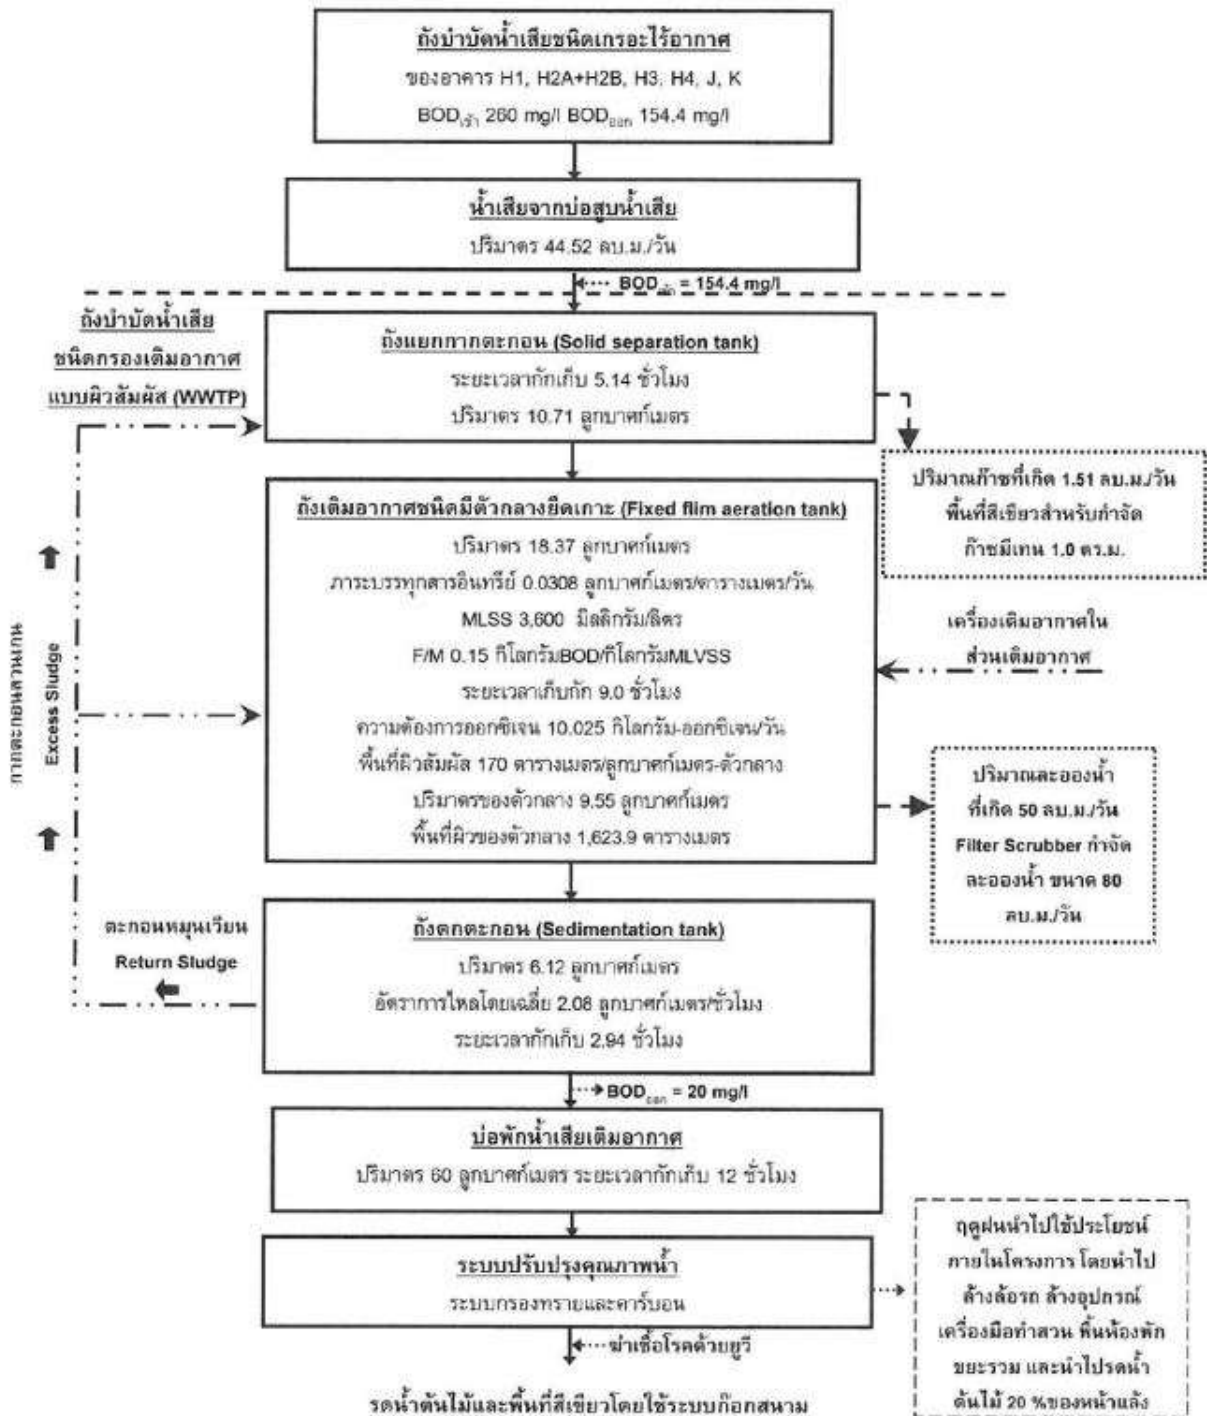 ถังบำบัดน้ำเสียชนิดเกรอะไร้อากาศ
ของอาคาร H1, H2A+H2B, H3, H4, J, K
BODเข้า 260 mg/l BODออก 154.4 mg/l
น้ำเสียจากบ่อสูบน้ำเสีย
ปริมาตร 44.52 ลบ.ม./วัน
BODเข้า = 154.4 mg/l
ถังบำบัดน้ำเสีย
ชนิดกรองเติมอากาศ
แบบผิวสัมผัส (WWTP)
ถังแยกกากตะกอน (Solid separation tank)
ระยะเวลากักเก็บ 5.14 ชั่วโมง
ปริมาตร 10.71 ลูกบาศก์เมตร
ปริมาณก๊าซที่เกิด 1.51 ลบ.ม./วัน
พื้นที่สีเขียวสำหรับกำจัด
ก๊าซมีเทน 1.0 ตร.ม.
ถังเติมอากาศชนิดมีตัวกลางยึดเกาะ (Fixed flim aeration tank)
ปริมาตร 18.37 ลูกบาศก์เมตร
ภาระบรรทุกสารอินทรีย์ 0.0308 ลูกบาศก์เมตร/ตารางเมตร/วัน
MLSS 3,600 มิลลิกรัม/ลิตร
F/M 0.15 กิโลกรัมBOD/กิโลกรัมMLVSS
ระยะเวลาเก็บกัก 9.0 ชั่วโมง
ความต้องการออกซิเจน 10.025 กิโลกรัม-ออกซิเจน/วัน
พื้นที่ผิวสัมผัส 170 ตารางเมตร/ลูกบาศก์เมตร-ตัวกลาง
ปริมาตรของตัวกลาง 9.55 ลูกบาศก์เมตร
พื้นที่ผิวของตัวกลาง 1,623.9 ตารางเมตร
เครื่องเติมอากาศใน
ส่วนเติมอากาศ
ปริมาณละอองน้ำ
ที่เกิด 50 ลบ.ม./วัน
Filter Scrubber กำจัด
ละอองน้ำ ขนาด 80
ลบ.ม./วัน
กากตะกอนส่วนเกิน
Excess Sludge
ตะกอนหมุนเวียน
Return Sludge
ถังตกตะกอน (Sedimentation tank)
ปริมาตร 6.12 ลูกบาศก์เมตร
อัตราการไหลโดยเฉลี่ย 2.08 ลูกบาศก์เมตร/ชั่วโมง
ระยะเวลากักเก็บ 2.94 ชั่วโมง
BODออก = 20 mg/l
บ่อพักน้ำเสียเติมอากาศ
ปริมาตร 60 ลูกบาศก์เมตร ระยะเวลากักเก็บ 12 ชั่วโมง
ระบบปรับปรุงคุณภาพน้ำ
ระบบกรองทรายและคาร์บอน
ฤดูฝนนำไปใช้ประโยชน์
ภายในโครงการ โดยนำไป
ล้างล้อรถ ล้างอุปกรณ์
เครื่องมือทำสวน พื้นห้องพัก
ขยะรวม และนำไปรดน้ำ
ต้นไม้ 20 %ของหน้าแล้ง
ฆ่าเชื้อโรคด้วยยูวี
รดน้ำต้นไม้และพื้นที่สีเขียวโดยใช้ระบบก๊อกสนาม